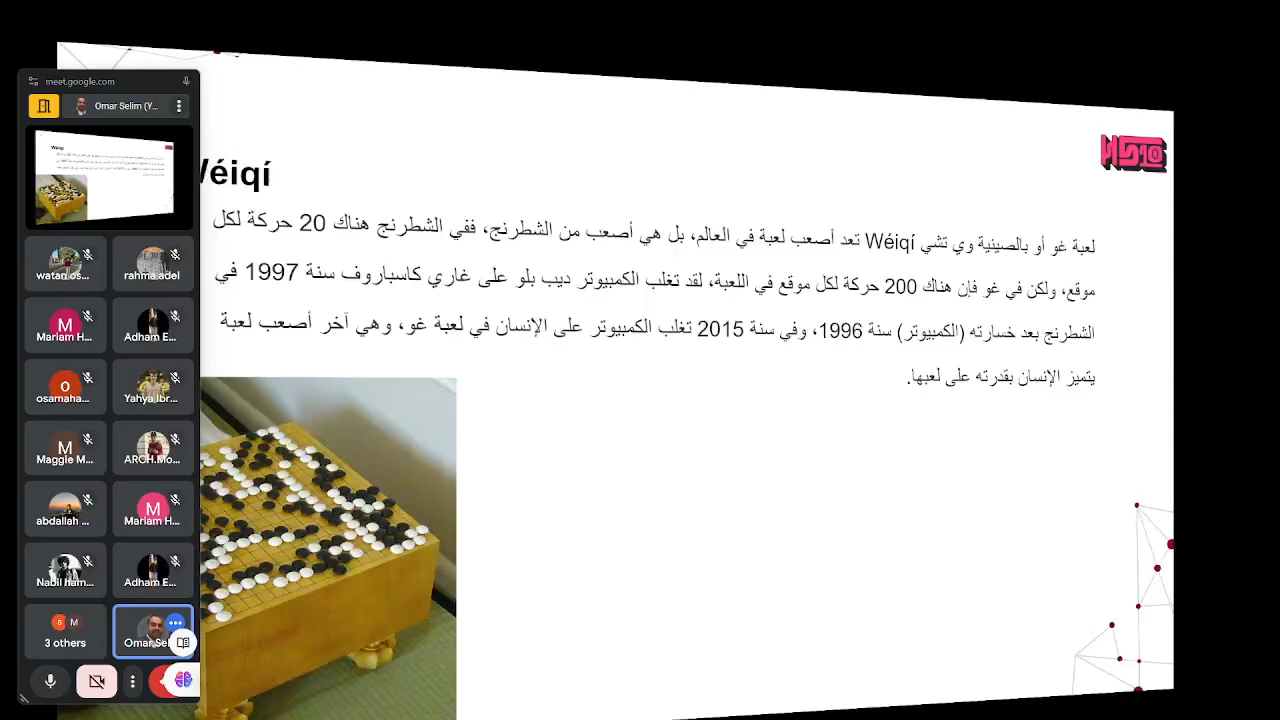 meet.google.com
Omar Selim (Y...
watan os...
rahma adel
M
Mariam H...
Adham E...
o
osamaha...
Yahya Ibr...
M
Maggie M...
ARCH.Mo...
abdallah ...
M
Mariam H...
Nabil ham...
Adham E...
S M
3 others
Omar Se
Wéiqí
لعبة غو أو بالصينية وي تشي Wéiqí تعد أصعب لعبة في العالم، بل هي أصعب من الشطرنج، ففي الشطرنج هناك 20 حركة لكل
موقع، ولكن في غو فإن هناك 200 حركة لكل موقع في اللعبة، لقد تغلب الكمبيوتر ديب بلو على غاري كاسباروف سنة 1997 في
الشطرنج بعد خسارته (الكمبيوتر) سنة 1996، وفي سنة 2015 تغلب الكمبيوتر على الإنسان في لعبة غو، وهي آخر أصعب لعبة
يتميز الإنسان بقدرته على لعبها.